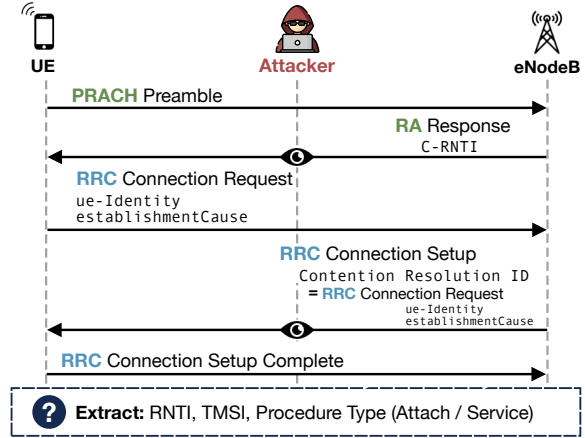 UE
Attacker
eNodeB
PRACH Preamble
RA Response
C-RNTI
RRC Connection Request
ue-Identity
establishmentCause
RRC Connection Setup
Contention Resolution ID
= RRC Connection Request
ue-Identity
establishmentCause
RRC Connection Setup Complete
? Extract: RNTI, TMSI, Procedure Type (Attach / Service)